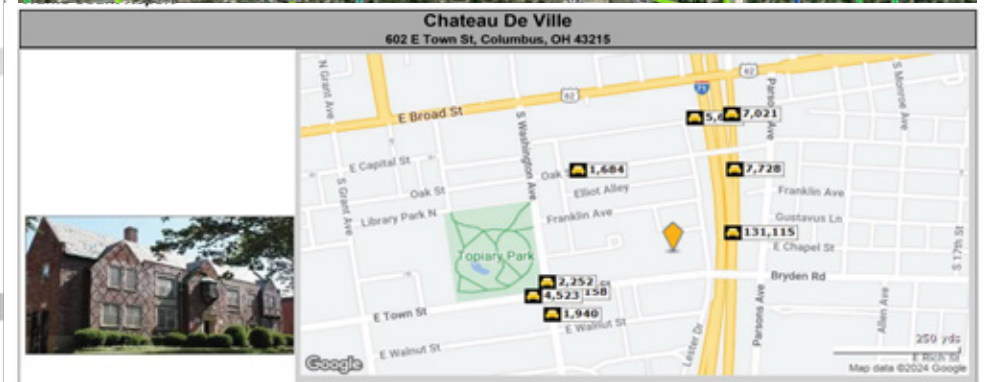 Chateau De Ville
602 E Town St, Columbus, OH 43215
N Grant Ave
62
S Monroe Ave
62
71
E Broad St
7,021
S Washington Ave
E Capital St
1,684
Oak
7,728
Oak St
S Grant Ave
Elliot Alley
Franklin Ave
Library Park N
Franklin Ave
Gustavus Ln
131,115
E Chapel St
S 17th St
Topiary Park
Bryden Rd
2,252
4,523
158
E Town St
1,940
E Walnut St
Parsons Ave
Allen Ave
Lester Dr
250 yds
E Walnut St
E Rich St
Google
Map data ©2024 Google